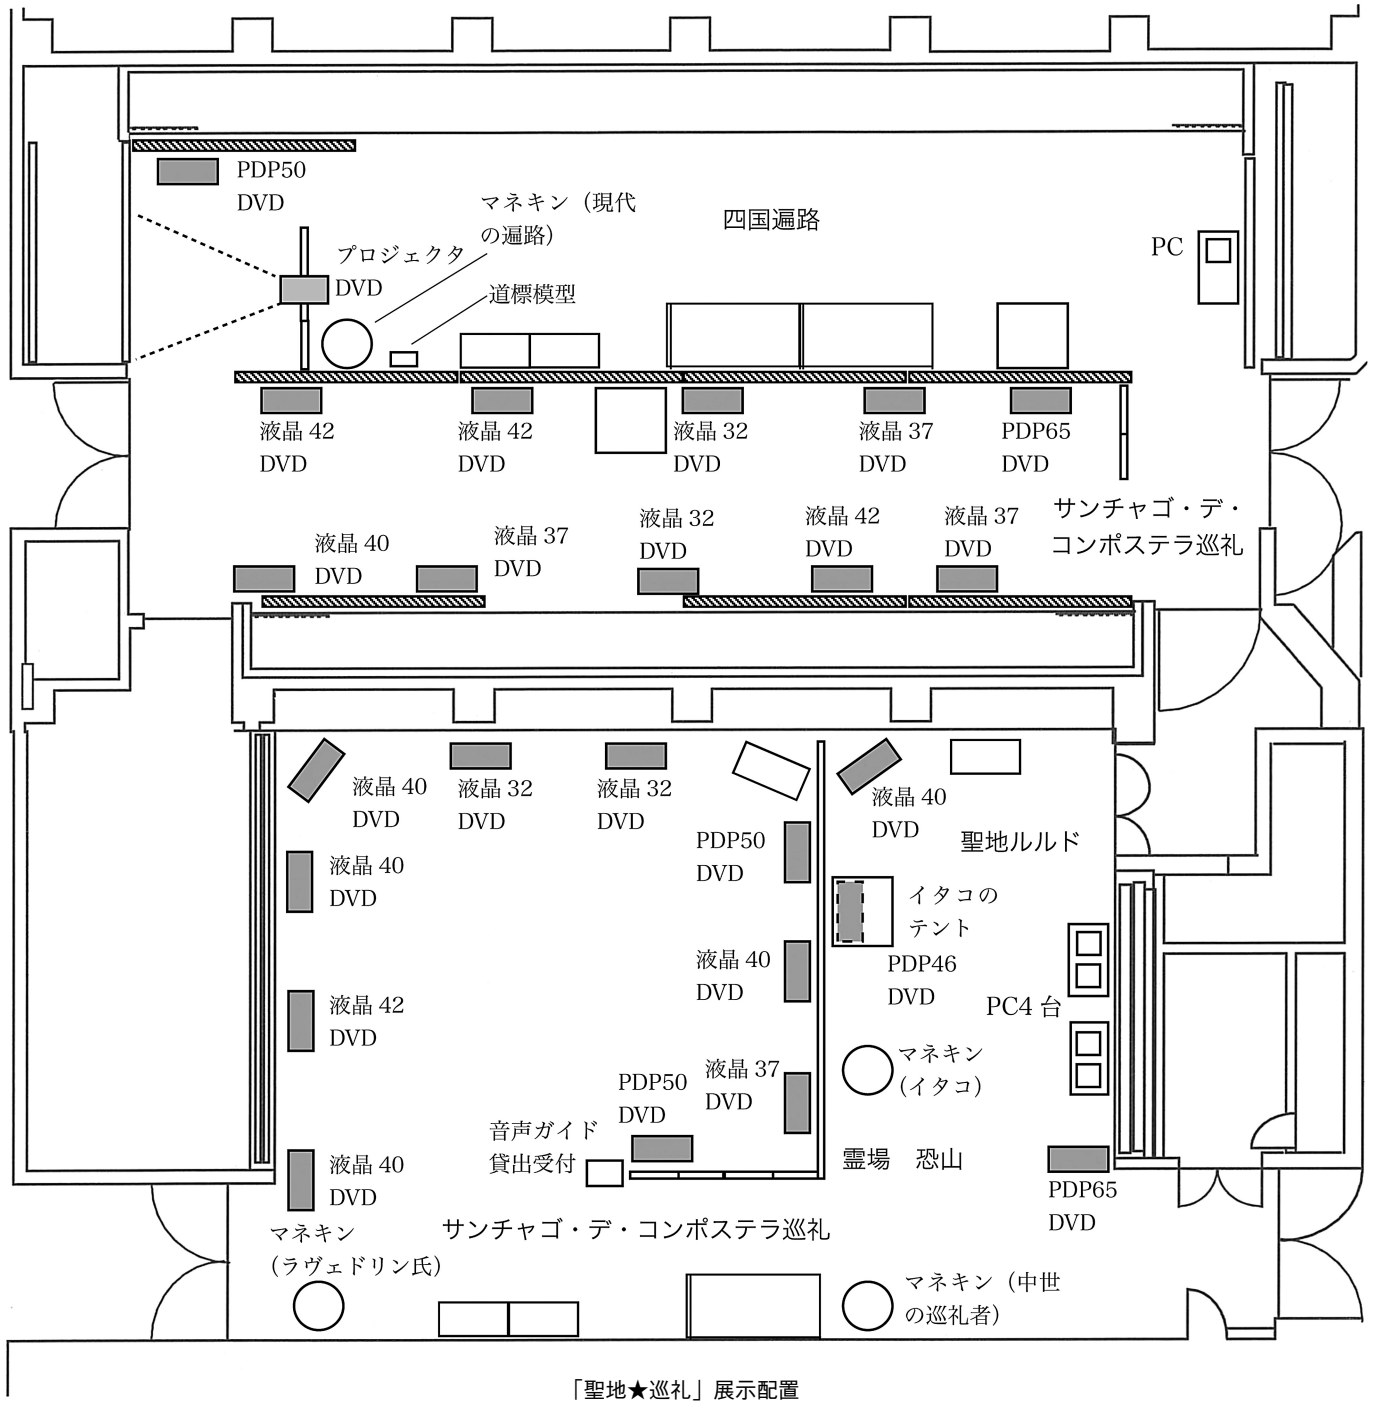 PDP50
DVD
マネキン（現代
の遍路）
四国遍路
プロジェクタ
DVD
道標模型
PC
液晶 42
DVD
液晶 42
DVD
液晶 32
DVD
液晶 37
DVD
PDP65
DVD
サンチャゴ・デ・
コンポステラ巡礼
液晶 40
DVD
液晶 37
DVD
液晶 32
DVD
液晶 42
DVD
液晶 37
DVD
液晶 40
DVD
液晶 32
DVD
液晶 32
DVD
液晶 40
DVD
聖地ルルド
PDP50
DVD
液晶 40
DVD
イタコの
テント
PDP46
DVD
液晶 40
DVD
PC4 台
液晶 42
DVD
マネキン
（イタコ）
液晶 37
DVD
PDP50
DVD
音声ガイド
貸出受付
霊場　恐山
液晶 40
DVD
PDP65
DVD
サンチャゴ・デ・コンポステラ巡礼
マネキン
（ラヴェドリン氏）
マネキン（中世
の巡礼者）
「聖地★巡礼」展示配置